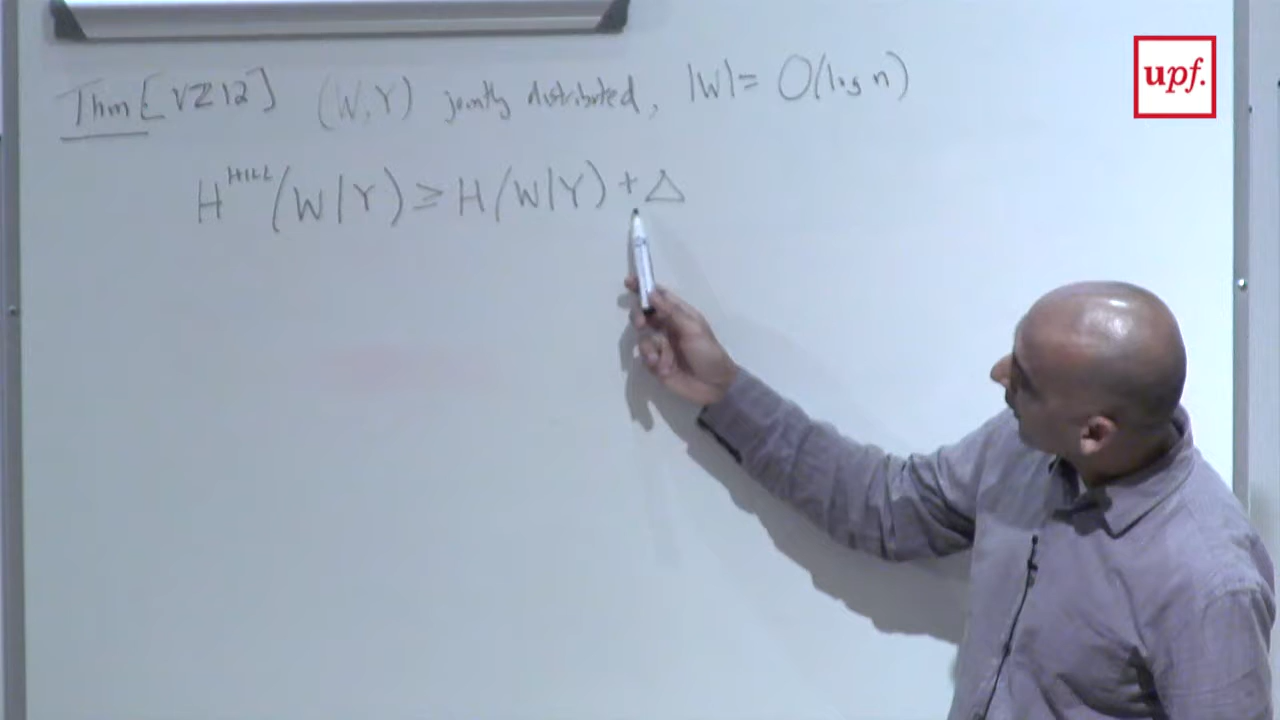 Thm [VZ12] (W,Y) jointly distributed, |W| = O(log n)
H^HILL (W|Y) ≥ H(W|Y) + Δ
upf.